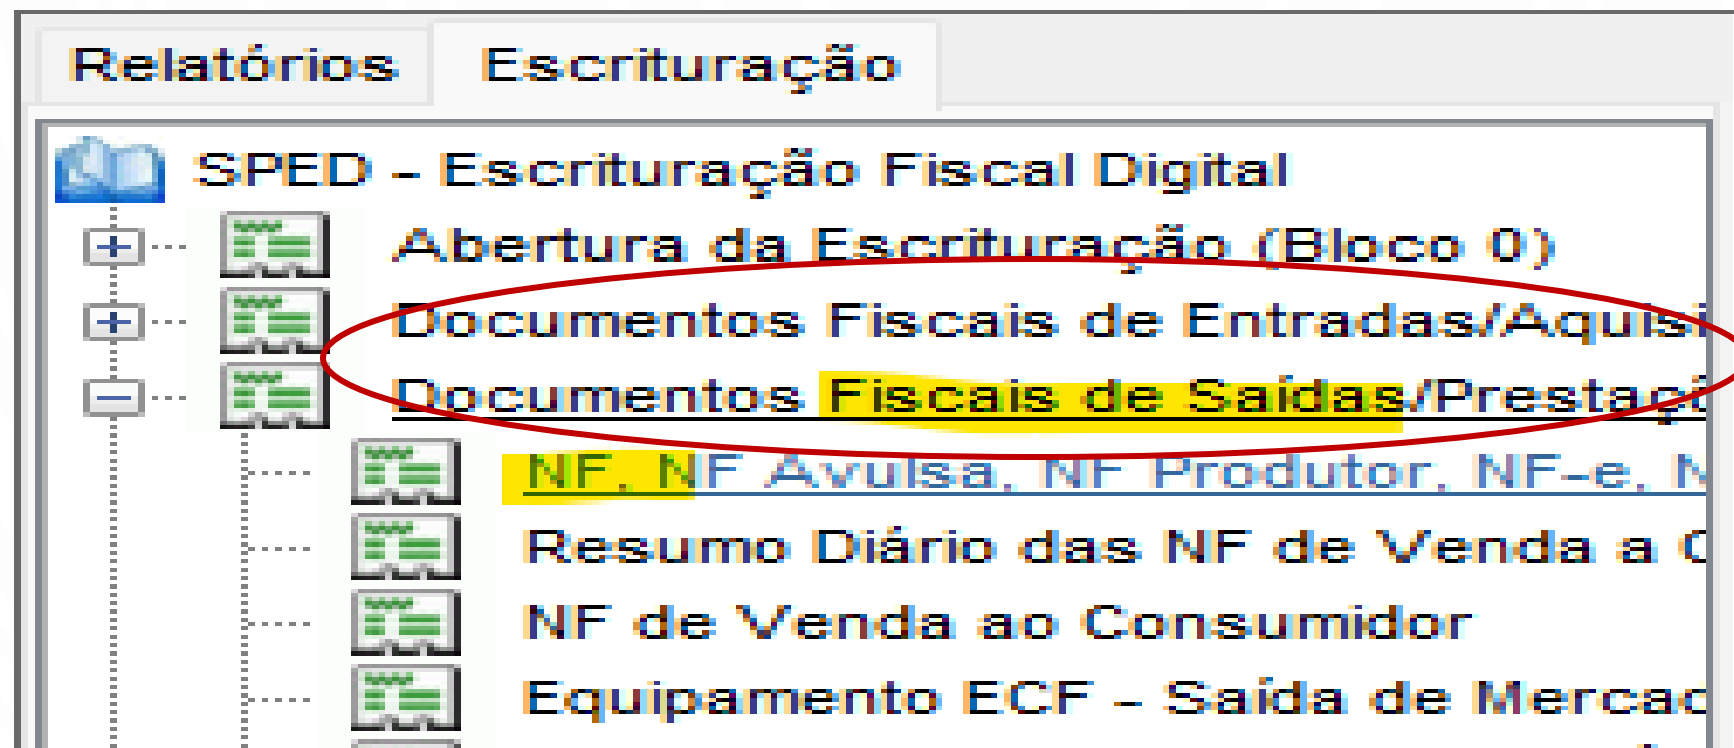 Relatórios Escrituração
SPED - Escrituração Fiscal Digital
Abertura da Escrituração (Bloco 0)
Documentos Fiscais de Entradas/Aquisi
Documentos Fiscais de Saídas/Prestaçõ
NF, NF Avulsa, NF Produtor, NF-e, N
Resumo Diário das NF de Venda a C
NF de Venda ao Consumidor
Equipamento ECF - Saída de Mercad